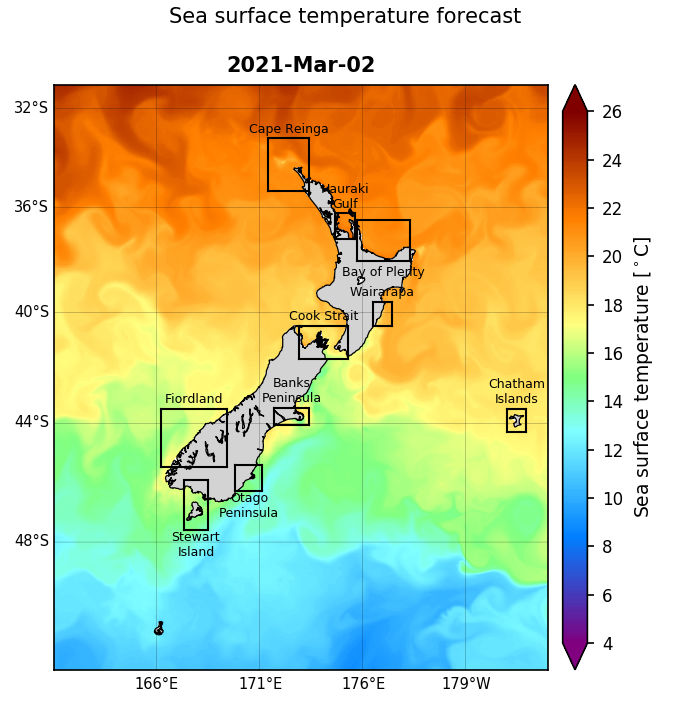 Sea surface temperature forecast
2021-Mar-02
32°S
36°S
40°S
44°S
48°S
166°E
171°E
176°E
179°W
Cape Reinga
Hauraki
Gulf
Bay of Plenty
Wairarapa
Cook Strait
Banks
Peninsula
Fiordland
Chatham
Islands
Otago
Peninsula
Stewart
Island
26
24
22
20
18
16
14
12
10
8
6
4
Sea surface temperature [°C]